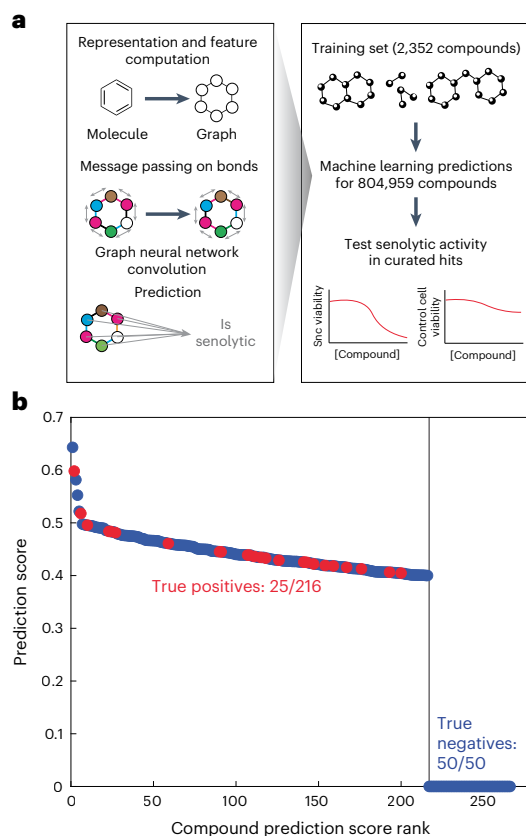 a
Representation and feature
computation
Molecule
Graph
Message passing on bonds
Graph neural network
convolution
Prediction
Is
senolytic
Training set (2,352 compounds)
Machine learning predictions
for 804,959 compounds
Test senolytic activity
in curated hits
Snc viability
[Compound]
Control cell
viability
[Compound]
b
0.7
0.6
0.5
0.4
0.3
0.2
0.1
0
Prediction score
True positives: 25/216
True
negatives:
50/50
0
50
100
150
200
250
Compound prediction score rank